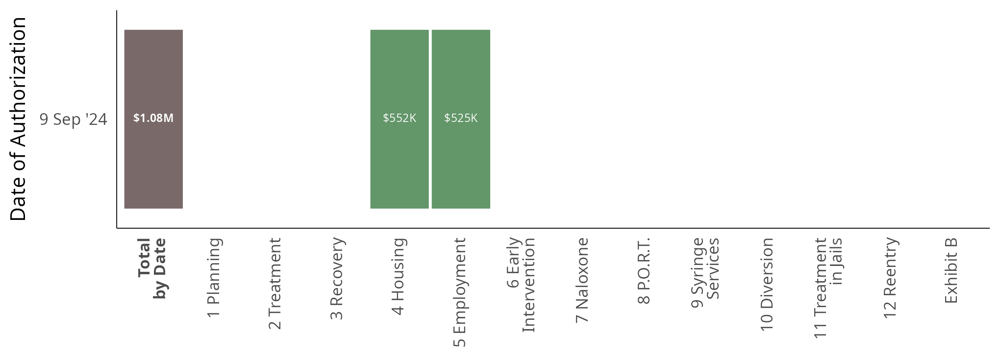 Date of Authorization
9 Sep '24
$1.08M
$552K
$525K
Total
by Date
1 Planning
2 Treatment
3 Recovery
4 Housing
5 Employment
6 Early
Intervention
7 Naloxone
8 P.O.R.T.
9 Syringe
Services
10 Diversion
11 Treatment
in Jails
12 Reentry
Exhibit B